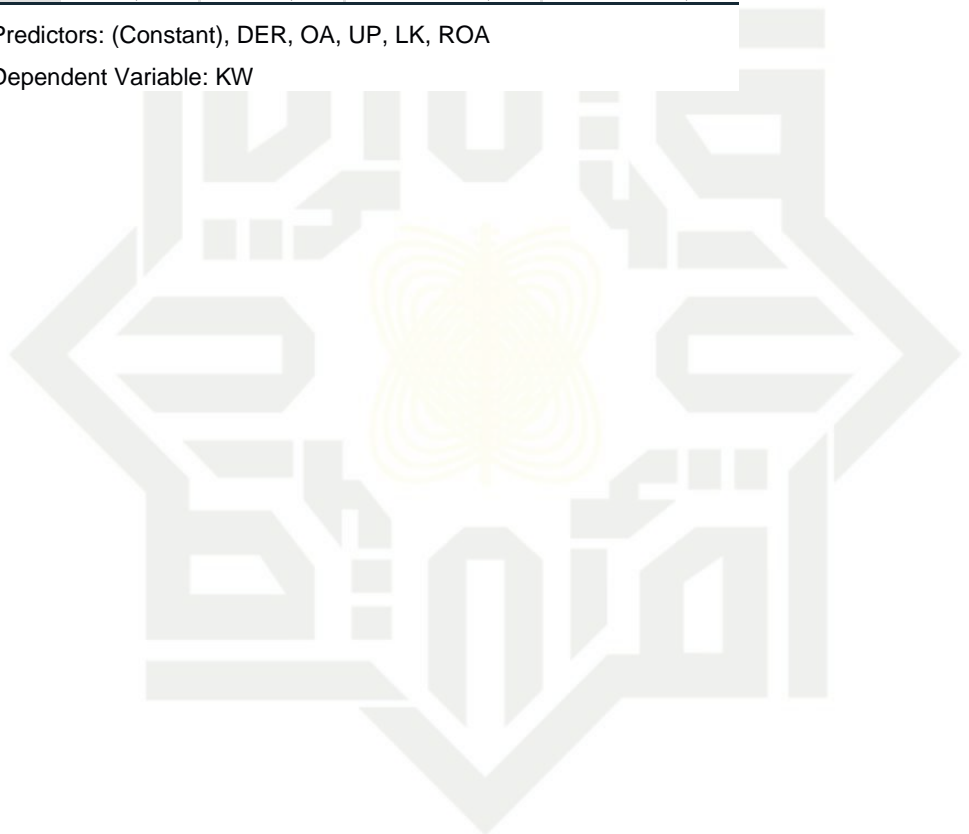 Predictors: (Constant), DER, OA, UP, LK, ROA
Dependent Variable: KW